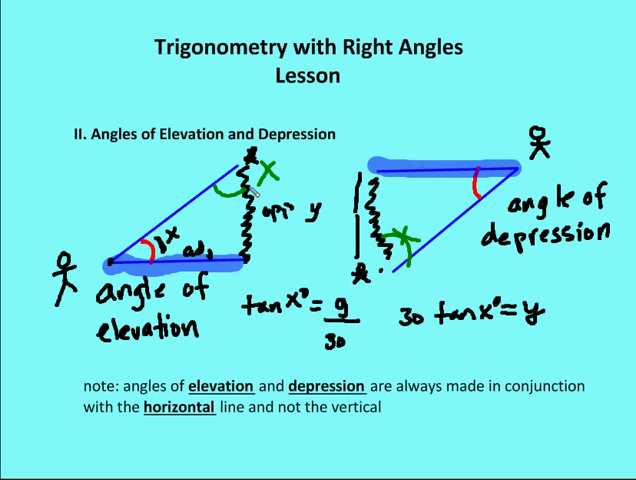 Trigonometry with Right Angles
Lesson
II. Angles of Elevation and Depression
x
opp y
x
adj
angle of
elevation
angle of
depression
tan x° = y
30
30 tan x° = y
note: angles of elevation and depression are always made in conjunction
with the horizontal line and not the vertical